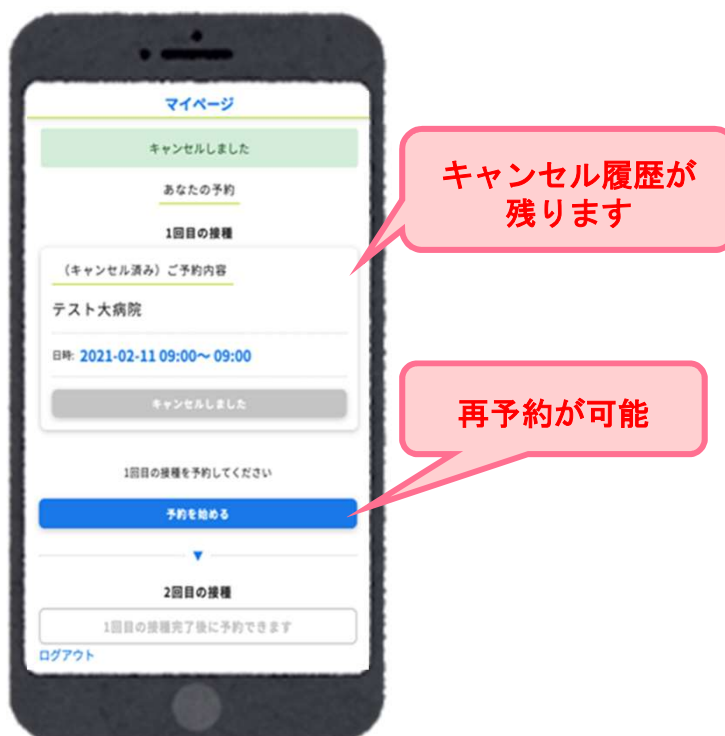 マイページ
キャンセルしました
あなたの予約
1回目の接種
(キャンセル済み)ご予約内容
テスト大病院
日時: 2021-02-11 09:00〜 09:00
キャンセルしました
1回目の接種を予約してください
予約を始める
▼
2回目の接種
1回目の接種完了後に予約できます
ログアウト
キャンセル履歴が
残ります
再予約が可能